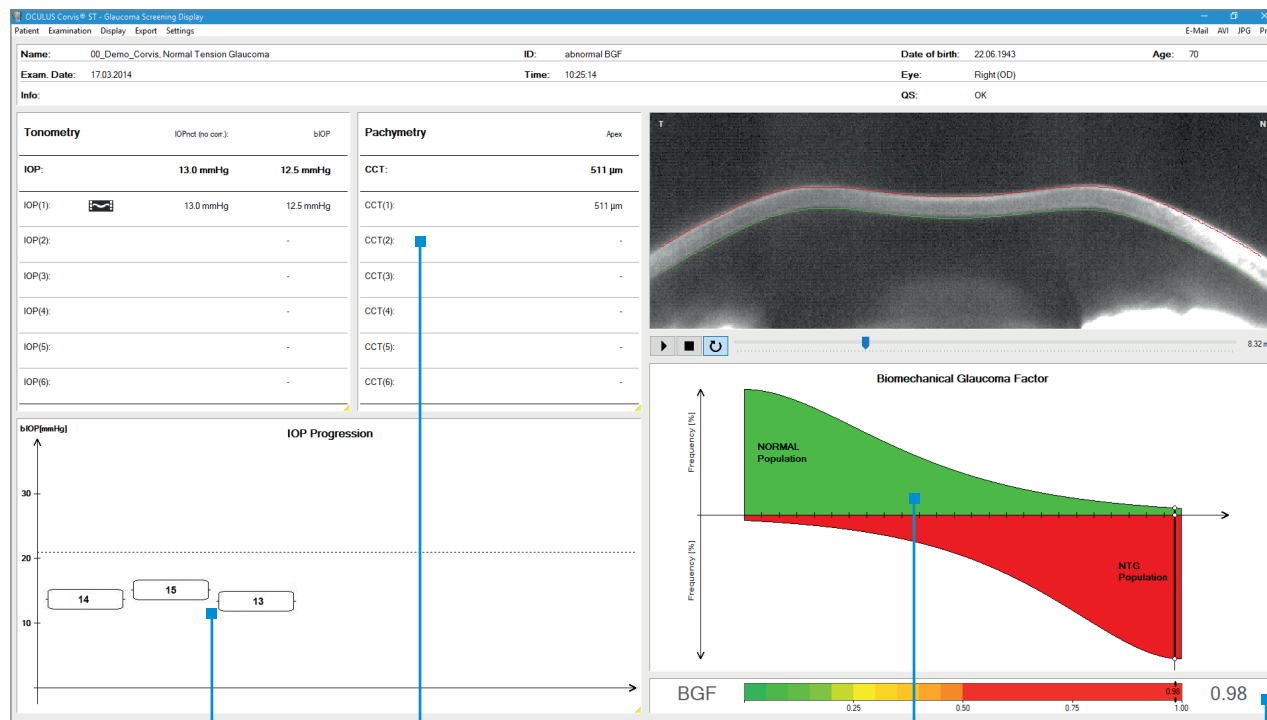 OCULUS Corvis® ST - Glaucoma Screening Display
Patient Examination Display Export Settings
E-Mail AVI JPG
Name: 00_Demo_Corvis, Normal Tension Glaucoma ID: abnormal BGF Date of birth: 22.06.1943 Age: 70
Exam. Date: 17.03.2014 Time: 10:25:14 Eye: Right (OD)
Info: QS: OK
Tonometry IOPnct (no corr.): bIOP
IOP: 13.0 mmHg 12.5 mmHg
IOP(1): 13.0 mmHg 12.5 mmHg
IOP(2): -
IOP(3): -
IOP(4): -
IOP(5): -
IOP(6): -
Pachymetry Apex
CCT: 511 µm
CCT(1): 511 µm
CCT(2): -
CCT(3): -
CCT(4): -
CCT(5): -
CCT(6): -
T N
8.32
bIOP[mmHg]
IOP Progression
30
20
10
14 15 13
Biomechanical Glaucoma Factor
Frequency [%]
NORMAL
Population
Frequency [%]
NTG
Population
BGF 0.98 0.98
0.25 0.50 0.75 1.00